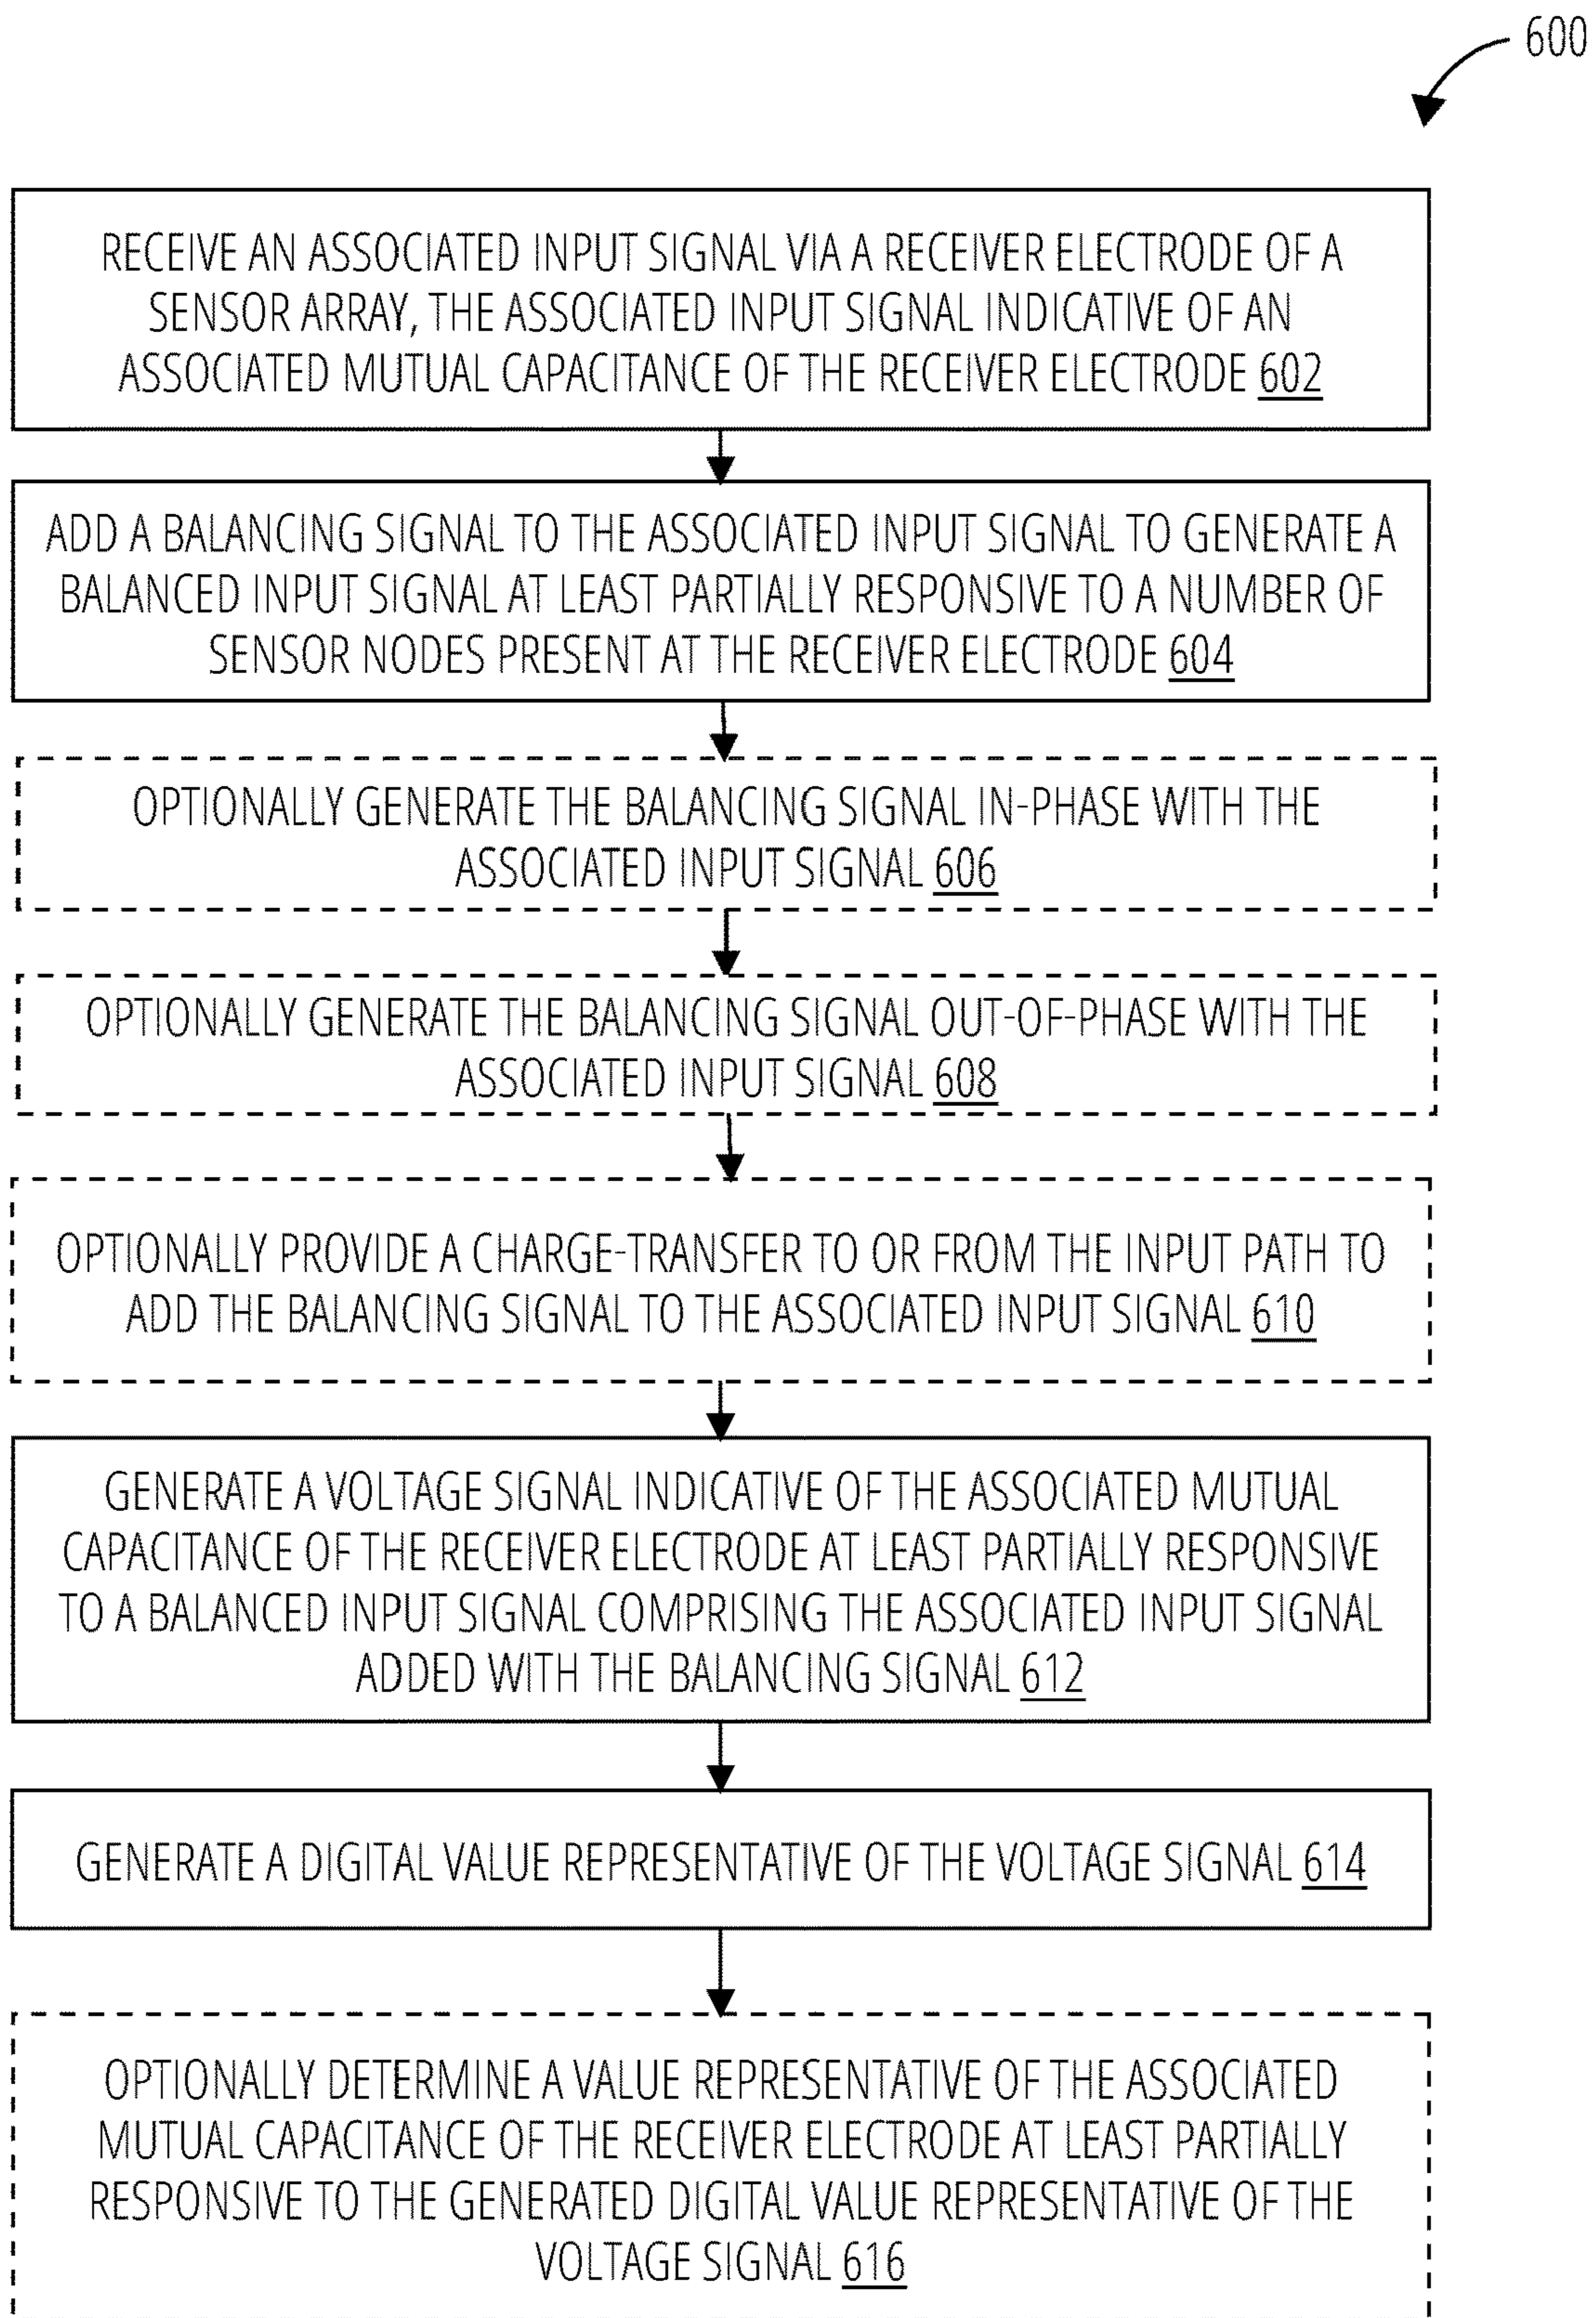 600
RECEIVE AN ASSOCIATED INPUT SIGNAL VIA A RECEIVER ELECTRODE OF A
SENSOR ARRAY, THE ASSOCIATED INPUT SIGNAL INDICATIVE OF AN
ASSOCIATED MUTUAL CAPACITANCE OF THE RECEIVER ELECTRODE 602
ADD A BALANCING SIGNAL TO THE ASSOCIATED INPUT SIGNAL TO GENERATE A
BALANCED INPUT SIGNAL AT LEAST PARTIALLY RESPONSIVE TO A NUMBER OF
SENSOR NODES PRESENT AT THE RECEIVER ELECTRODE 604
OPTIONALLY GENERATE THE BALANCING SIGNAL IN-PHASE WITH THE
ASSOCIATED INPUT SIGNAL 606
OPTIONALLY GENERATE THE BALANCING SIGNAL OUT-OF-PHASE WITH THE
ASSOCIATED INPUT SIGNAL 608
OPTIONALLY PROVIDE A CHARGE-TRANSFER TO OR FROM THE INPUT PATH TO
ADD THE BALANCING SIGNAL TO THE ASSOCIATED INPUT SIGNAL 610
GENERATE A VOLTAGE SIGNAL INDICATIVE OF THE ASSOCIATED MUTUAL
CAPACITANCE OF THE RECEIVER ELECTRODE AT LEAST PARTIALLY RESPONSIVE
TO A BALANCED INPUT SIGNAL COMPRISING THE ASSOCIATED INPUT SIGNAL
ADDED WITH THE BALANCING SIGNAL 612
GENERATE A DIGITAL VALUE REPRESENTATIVE OF THE VOLTAGE SIGNAL 614
OPTIONALLY DETERMINE A VALUE REPRESENTATIVE OF THE ASSOCIATED
MUTUAL CAPACITANCE OF THE RECEIVER ELECTRODE AT LEAST PARTIALLY
RESPONSIVE TO THE GENERATED DIGITAL VALUE REPRESENTATIVE OF THE
VOLTAGE SIGNAL 616